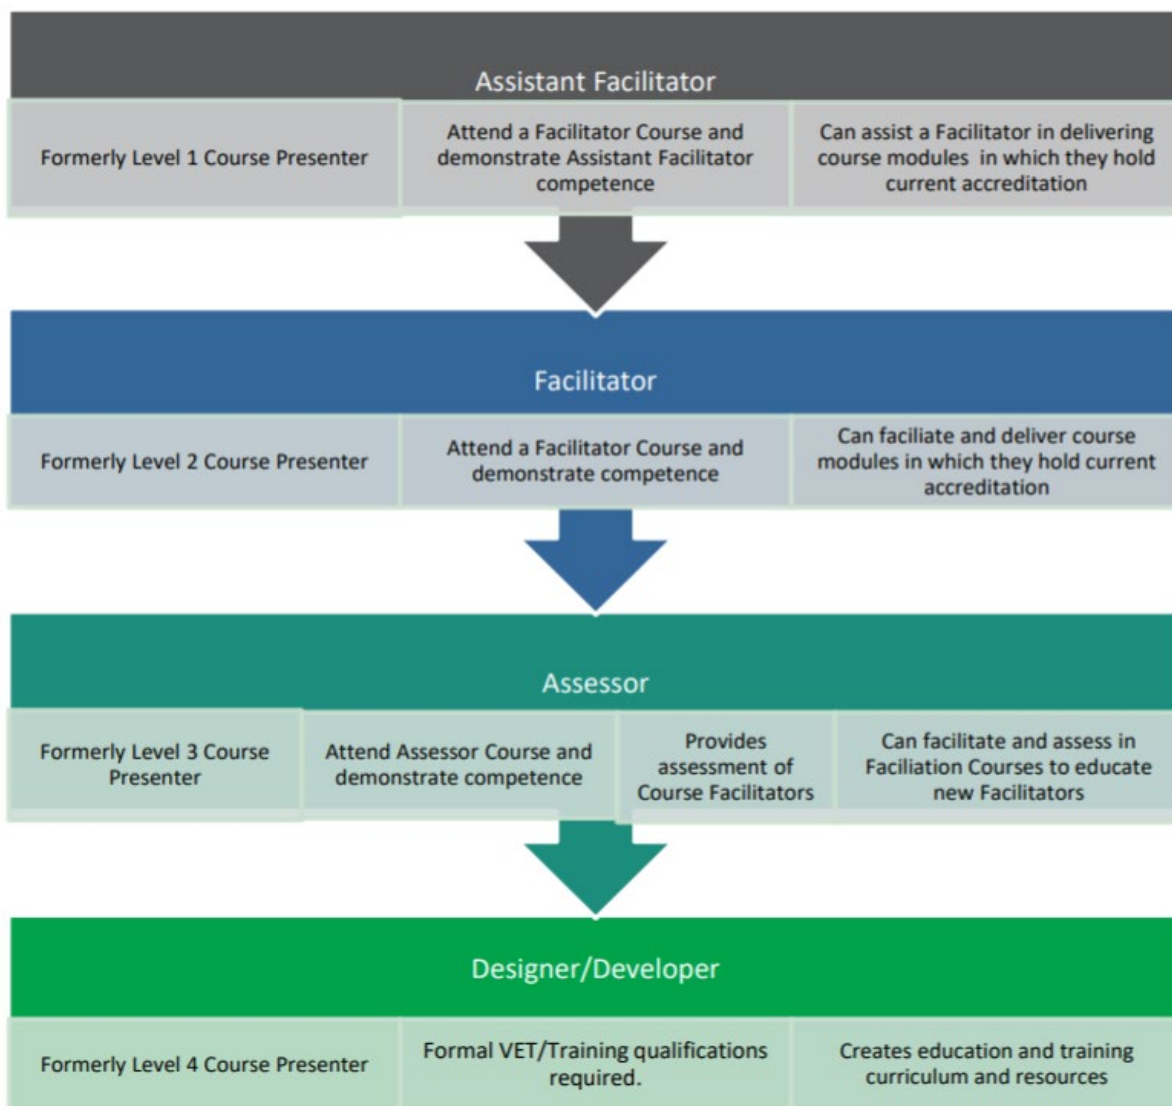 Assistant Facilitator
Formerly Level 1 Course Presenter
Attend a Facilitator Course and
demonstrate Assistant Facilitator
competence
Can assist a Facilitator in delivering
course modules in which they hold
current accreditation
Facilitator
Formerly Level 2 Course Presenter
Attend a Facilitator Course and
demonstrate competence
Can faciliate and deliver course
modules in which they hold current
accreditation
Assessor
Formerly Level 3 Course
Presenter
Attend Assessor Course and
demonstrate competence
Provides
assessment of
Course Facilitators
Can facilitate and assess in
Faciliation Courses to educate
new Facilitators
Designer/Developer
Formerly Level 4 Course Presenter
Formal VET/Training qualifications
required.
Creates education and training
curriculum and resources